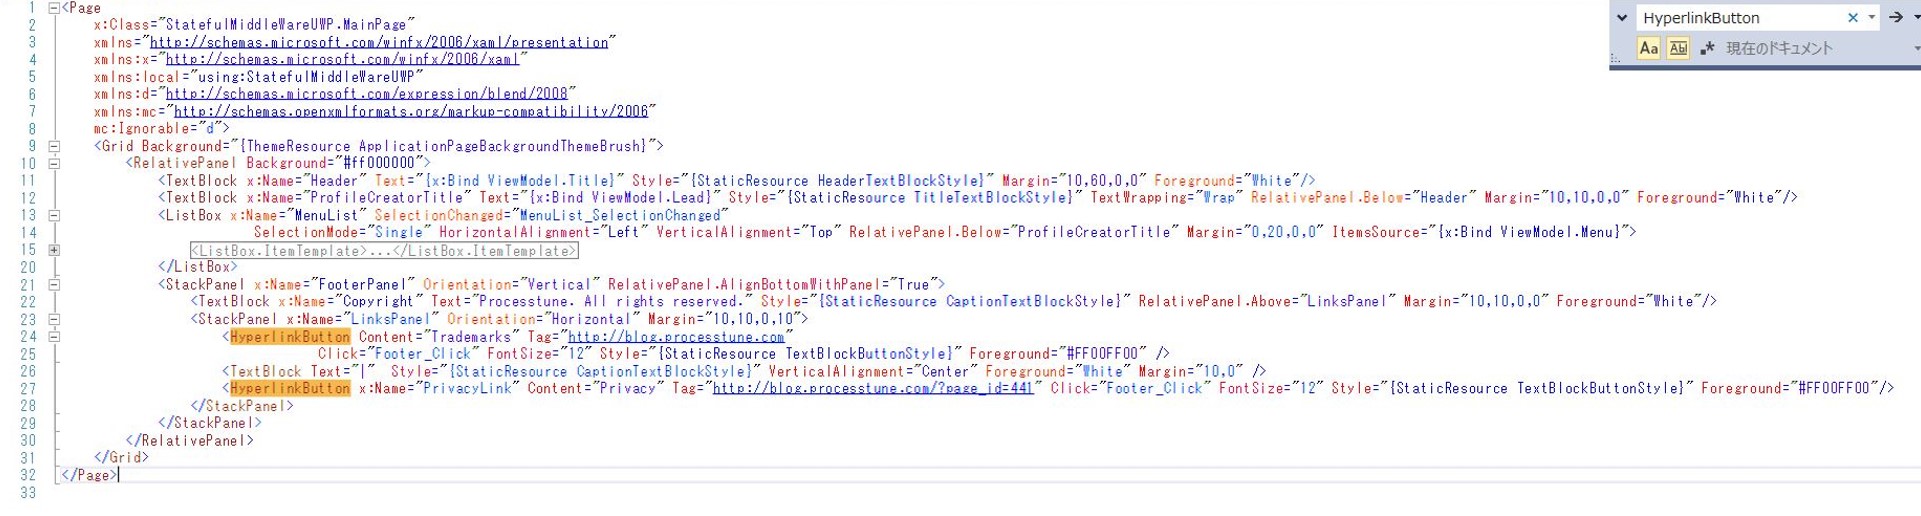 1 <Page
2 x:Class="StatefulMiddleWareUWP.MainPage"
3 xmlns="http://schemas.microsoft.com/winfx/2006/xaml/presentation"
4 xmlns:x="http://schemas.microsoft.com/winfx/2006/xaml"
5 xmlns:local="using:StatefulMiddleWareUWP"
6 xmlns:d="http://schemas.microsoft.com/expression/blend/2008"
7 xmlns:mc="http://schemas.openxmlformats.org/markup-compatibility/2006"
8 mc:Ignorable="d">
9 <Grid Background="{ThemeResource ApplicationPageBackgroundThemeBrush}">
10 <RelativePanel Background="#ff000000">
11 <TextBlock x:Name="Header" Text="{x:Bind ViewModel.Title}" Style="{StaticResource HeaderTextBlockStyle}" Margin="10,60,0,0" Foreground="White"/>
12 <TextBlock x:Name="ProfileCreatorTitle" Text="{x:Bind ViewModel.Lead}" Style="{StaticResource TitleTextBlockStyle}" TextWrapping="Wrap" RelativePanel.Below="Header" Margin="10,10,0,0" Foreground="White"/>
13 <ListBox x:Name="MenuList" SelectionChanged="MenuList_SelectionChanged"
14 SelectionMode="Single" HorizontalAlignment="Left" VerticalAlignment="Top" RelativePanel.Below="ProfileCreatorTitle" Margin="0,20,0,0" ItemsSource="{x:Bind ViewModel.Menu}">
15 <ListBox.ItemTemplate>...</ListBox.ItemTemplate>
20 </ListBox>
21 <StackPanel x:Name="FooterPanel" Orientation="Vertical" RelativePanel.AlignBottomWithPanel="True">
22 <TextBlock x:Name="Copyright" Text="Processtune. All rights reserved." Style="{StaticResource CaptionTextBlockStyle}" RelativePanel.Above="LinksPanel" Margin="10,10,0,0" Foreground="White"/>
23 <StackPanel x:Name="LinksPanel" Orientation="Horizontal" Margin="10,10,0,10">
24 <HyperlinkButton Content="Trademarks" Tag="http://blog.processtune.com"
25 Click="Footer_Click" FontSize="12" Style="{StaticResource TextBlockButtonStyle}" Foreground="#FF00FF00" />
26 <TextBlock Text="|" Style="{StaticResource CaptionTextBlockStyle}" VerticalAlignment="Center" Foreground="White" Margin="10,0" />
27 <HyperlinkButton x:Name="PrivacyLink" Content="Privacy" Tag="http://blog.processtune.com/?page_id=441" Click="Footer_Click" FontSize="12" Style="{StaticResource TextBlockButtonStyle}" Foreground="#FF00FF00"/>
28 </StackPanel>
29 </StackPanel>
30 </RelativePanel>
31 </Grid>
32 </Page>
33
HyperlinkButton
Aa Abl .* 現在のドキュメント